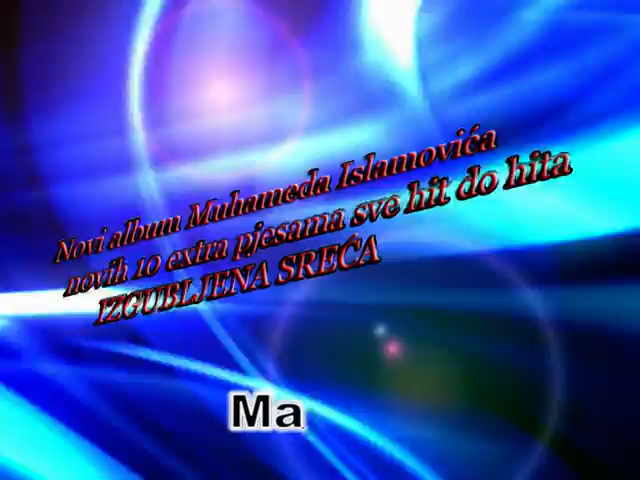 Novi album Muhameda Islamovića
novih 10 extra pjesama sve hit do hita
IZGUBLJENA SREĆA
Ma